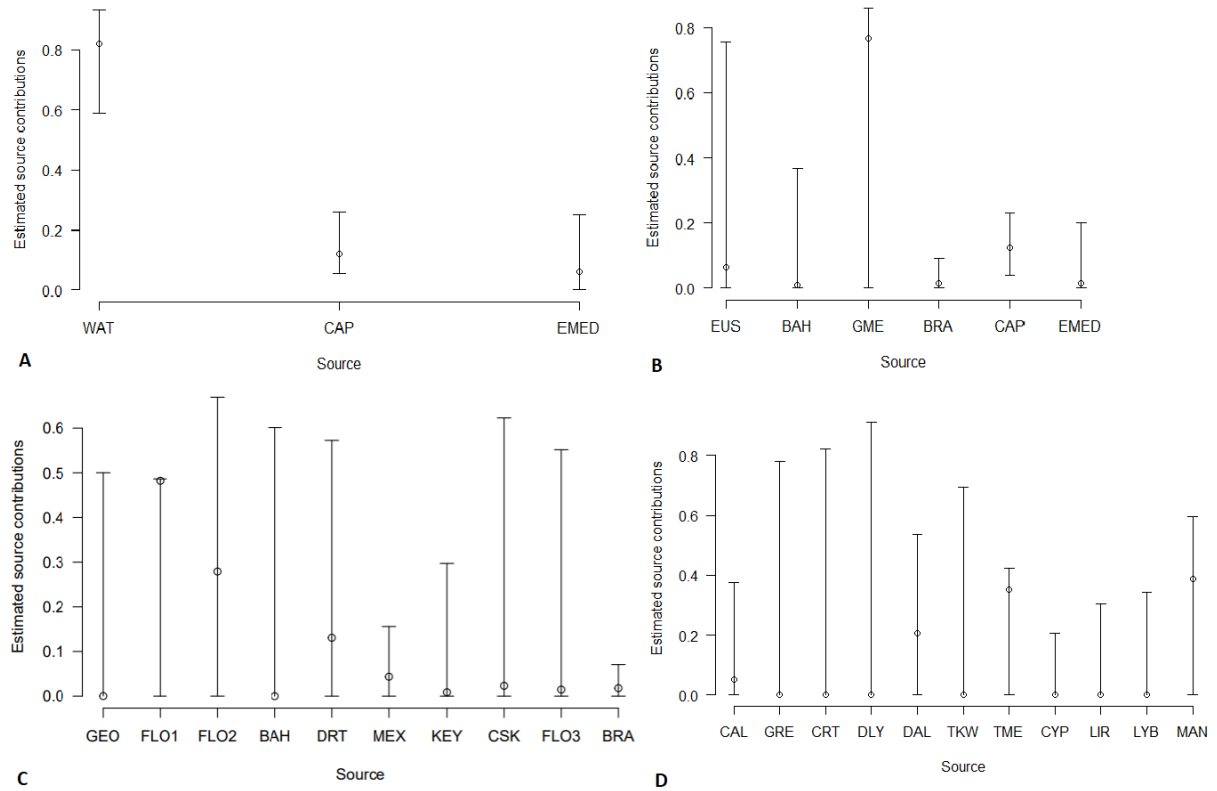 Estimated source contributions
0.8
0.6
0.4
0.2
0.0
WAT CAP EMED
Source
A
Estimated source contributions
0.8
0.6
0.4
0.2
0.0
EUS BAH GME BRA CAP EMED
Source
B
Estimated source contributions
0.6
0.5
0.4
0.3
0.2
0.1
0.0
GEO FLO1 FLO2 BAH DRT MEX KEY CSK FLO3 BRA
Source
C
Estimated source contributions
0.8
0.6
0.4
0.2
0.0
CAL GRE CRT DLY DAL TKW TME CYP LIR LYB MAN
Source
D